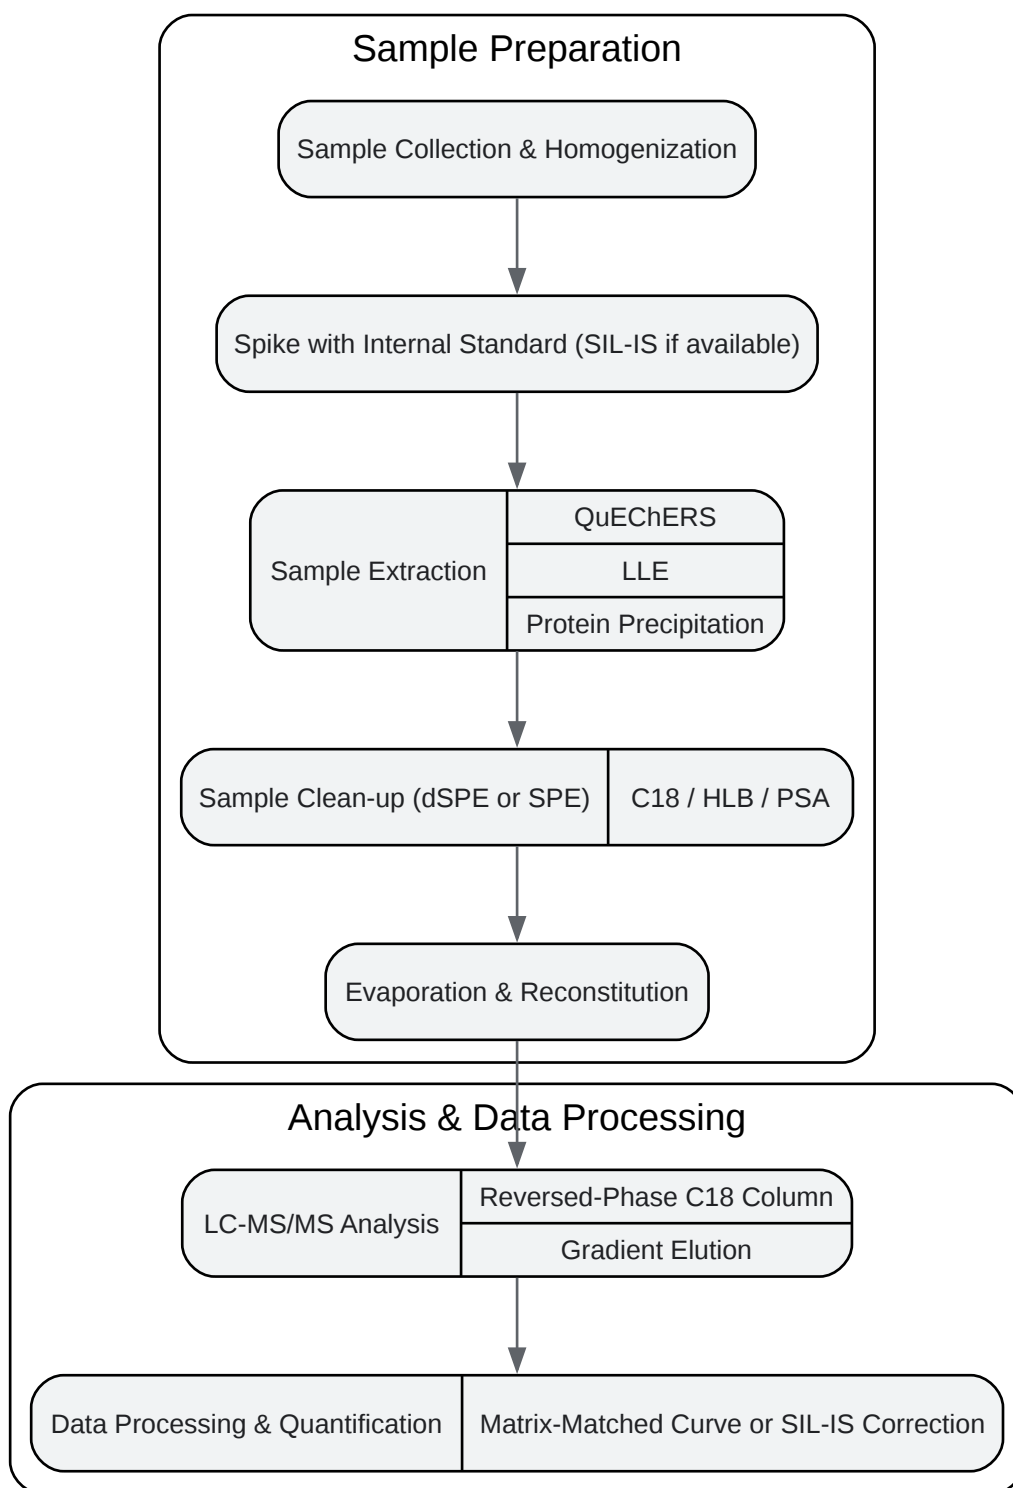 Sample Preparation
Sample Collection & Homogenization
Spike with Internal Standard (SIL-IS if available)
Sample Extraction
QuEChERS
LLE
Protein Precipitation
Sample Clean-up (dSPE or SPE)
C18 / HLB / PSA
Evaporation & Reconstitution
Analysis & Data Processing
LC-MS/MS Analysis
Reversed-Phase C18 Column
Gradient Elution
Data Processing & Quantification
Matrix-Matched Curve or SIL-IS Correction